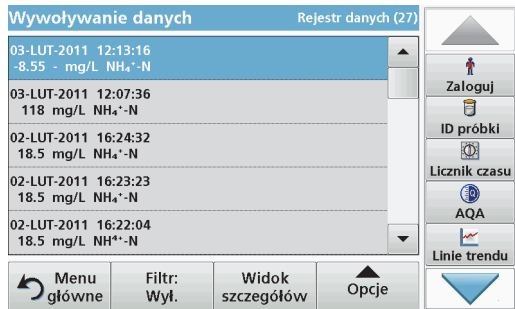 Wywoływanie danych
Rejestr danych (27)
03-LUT-2011 12:13:16
-8.55 - mg/L NH₄⁺-N
03-LUT-2011 12:07:36
118 mg/L NH₄⁺-N
02-LUT-2011 16:24:32
18.5 mg/L NH₄⁺-N
02-LUT-2011 16:23:23
18.5 mg/L NH₄⁺-N
02-LUT-2011 16:22:04
18.5 mg/L NH⁴⁺-N
Zaloguj
ID próbki
Licznik czasu
AQA
Linie trendu
Menu
główne
Filtr:
Wył.
Widok
szczegółów
Opcje